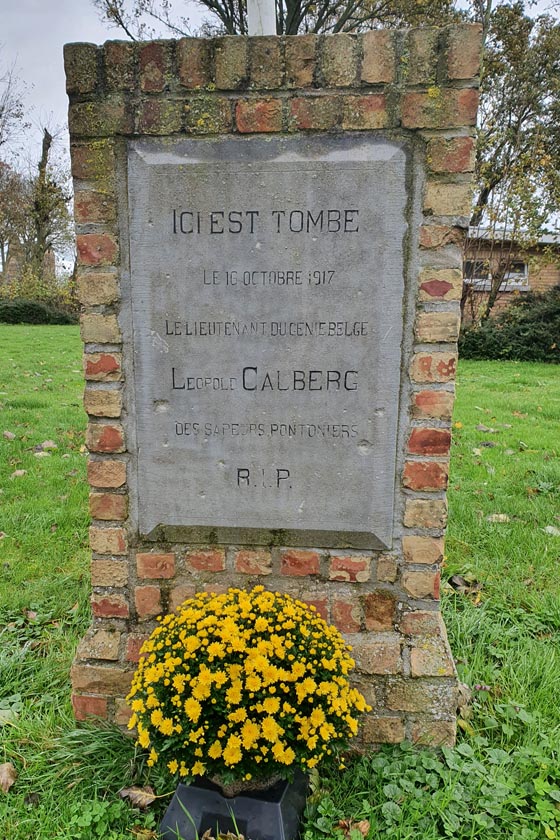 ICI EST TOMBE
LE 16 OCTOBRE 1917
LE LIEUTENANT DU GENIE BELGE
LEOPOLD CALBERG
DES SAPEURS PONTONIERS
R.I.P.